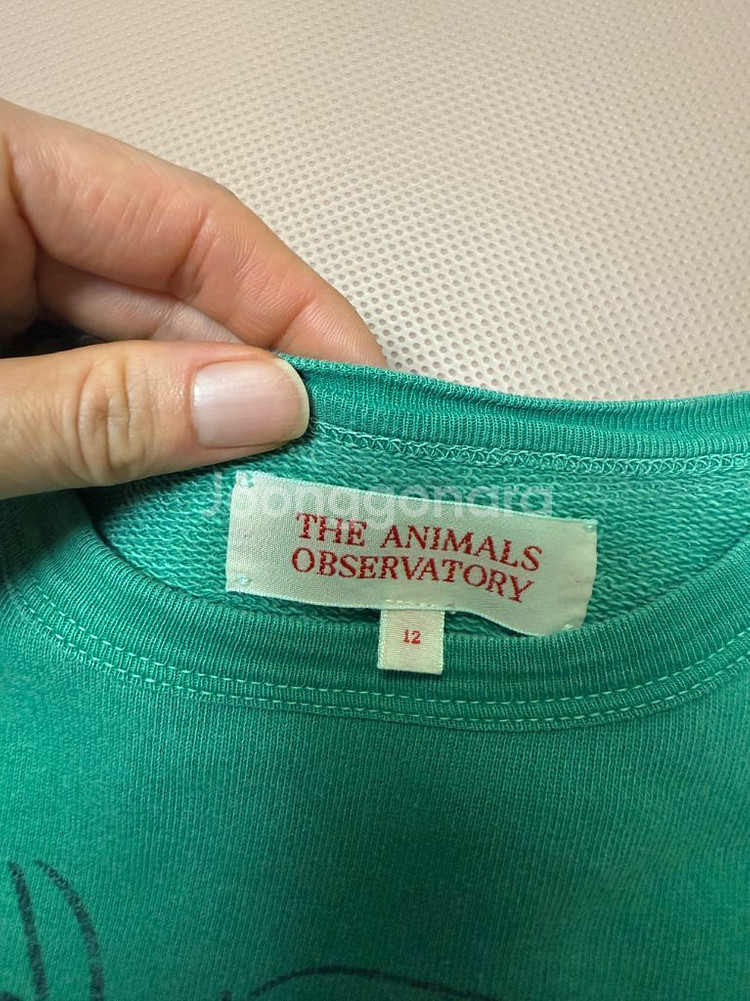 Joonggonara
THE ANIMALS
OBSERVATORY
12